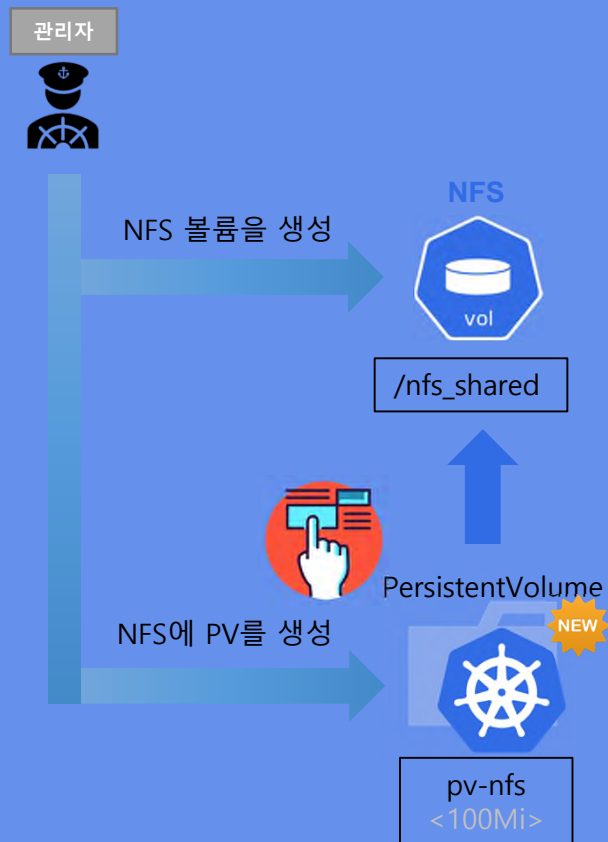 관리자
NFS
NFS 볼륨을 생성
vol
/nfs_shared
PersistentVolume
NEW
NFS에 PV를 생성
pv-nfs
<100Mi>